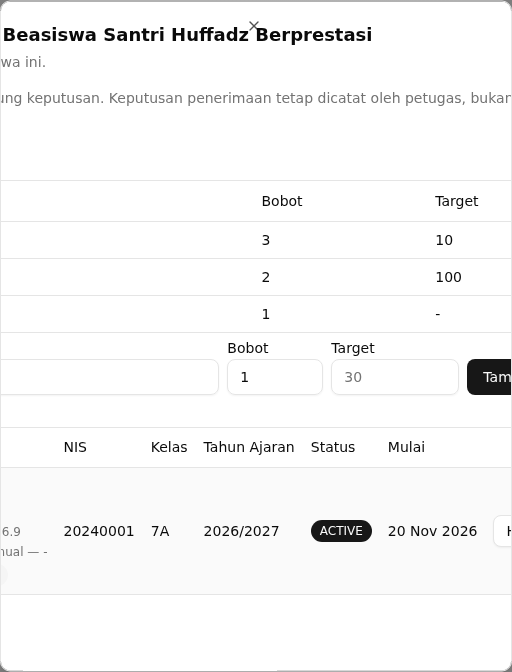 Beasiswa Santri Huffadz Berprestasi
wa ini.
ung keputusan. Keputusan penerimaan tetap dicatat oleh petugas, bukan
Bobot Target
3 10
2 100
1 -
Bobot Target
1 30 Tam
NIS Kelas Tahun Ajaran Status Mulai
6.9
20240001 7A 2026/2027 ACTIVE 20 Nov 2026 H
nual — -